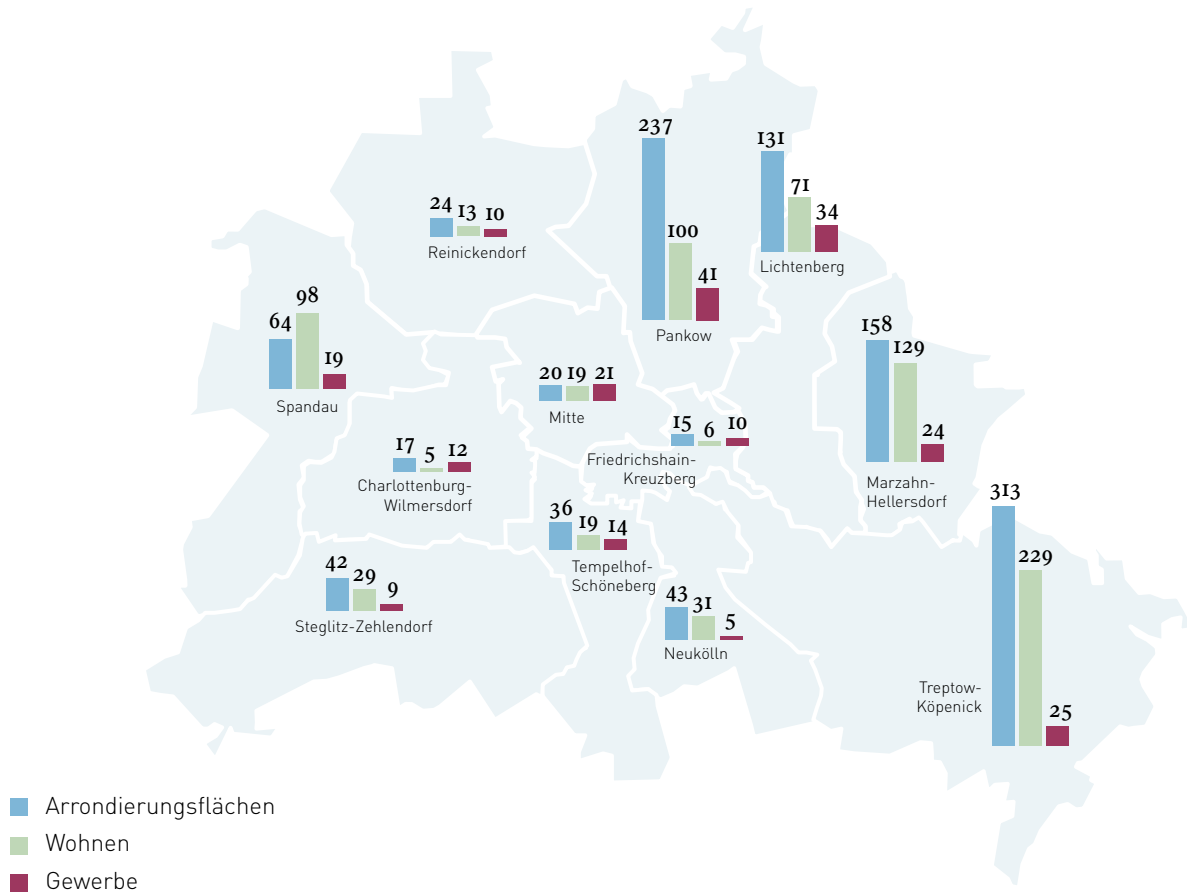 237
100
41
Pankow
131
71
34
Lichtenberg
24 13 10
Reinickendorf
64
98
19
Spandau
20 19 21
Mitte
158
129
24
Marzahn-
Hellersdorf
15 6 10
Friedrichshain-
Kreuzberg
17 5 12
Charlottenburg-
Wilmersdorf
36 19 14
Tempelhof-
Schöneberg
42 29 9
Steglitz-Zehlendorf
43 31 5
Neukölln
313
229
25
Treptow-
Köpenick
Arrondierungsflächen
Wohnen
Gewerbe